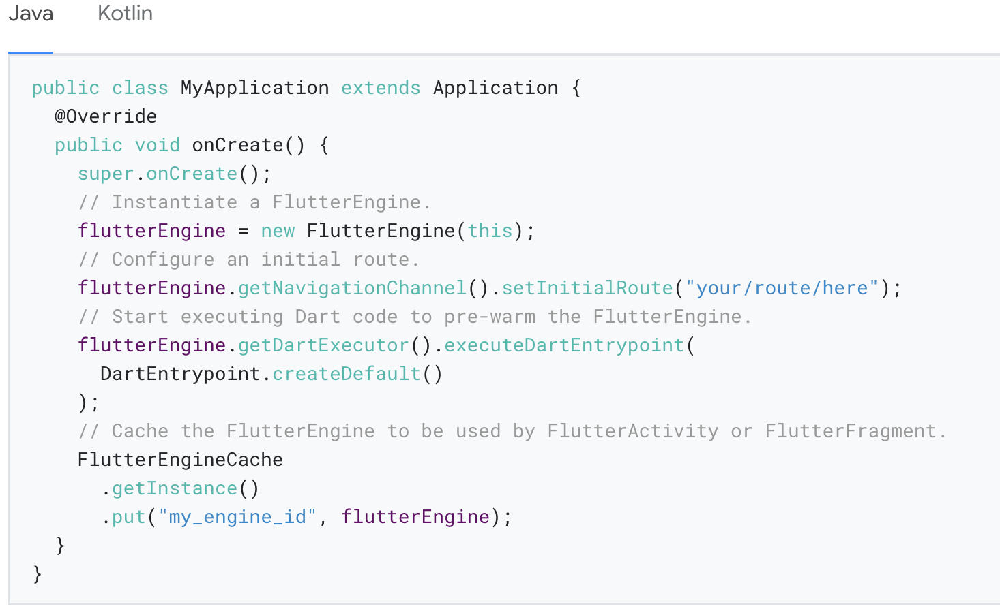 Java Kotlin
public class MyApplication extends Application {
  @Override
  public void onCreate() {
    super.onCreate();
    // Instantiate a FlutterEngine.
    flutterEngine = new FlutterEngine(this);
    // Configure an initial route.
    flutterEngine.getNavigationChannel().setInitialRoute("your/route/here");
    // Start executing Dart code to pre-warm the FlutterEngine.
    flutterEngine.getDartExecutor().executeDartEntrypoint(
      DartEntrypoint.createDefault()
    );
    // Cache the FlutterEngine to be used by FlutterActivity or FlutterFragment.
    FlutterEngineCache
      .getInstance()
      .put("my_engine_id", flutterEngine);
  }
}